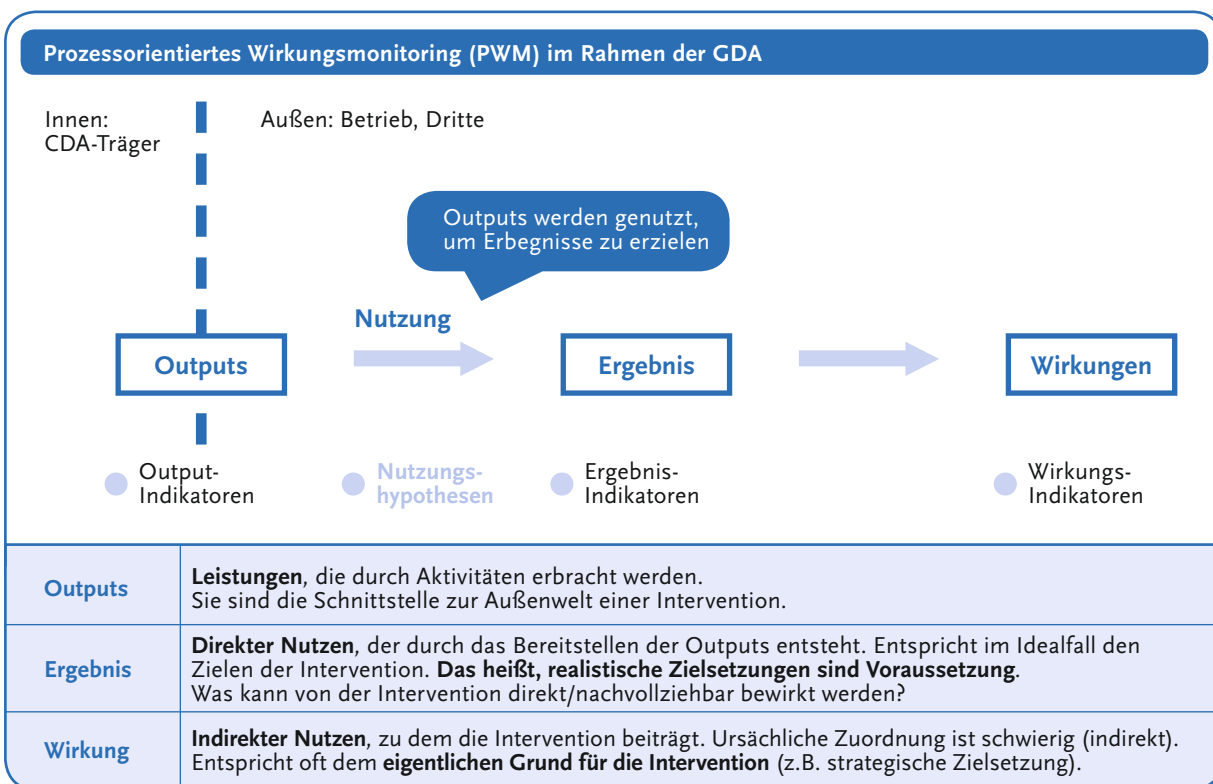 Prozessorientiertes Wirkungsmonitoring (PWM) im Rahmen der GDA
Innen:
CDA-Träger
Außen: Betrieb, Dritte
Outputs werden genutzt,
um Erbegnisse zu erzielen
Nutzung
Outputs
Ergebnis
Wirkungen
Output-
Indikatoren
Nutzungs-
hypothesen
Ergebnis-
Indikatoren
Wirkungs-
Indikatoren
Outputs
Leistungen, die durch Aktivitäten erbracht werden.
Sie sind die Schnittstelle zur Außenwelt einer Intervention.
Ergebnis
Direkter Nutzen, der durch das Bereitstellen der Outputs entsteht. Entspricht im Idealfall den
Zielen der Intervention. Das heißt, realistische Zielsetzungen sind Voraussetzung.
Was kann von der Intervention direkt/nachvollziehbar bewirkt werden?
Wirkung
Indirekter Nutzen, zu dem die Intervention beiträgt. Ursächliche Zuordnung ist schwierig (indirekt).
Entspricht oft dem eigentlichen Grund für die Intervention (z.B. strategische Zielsetzung).